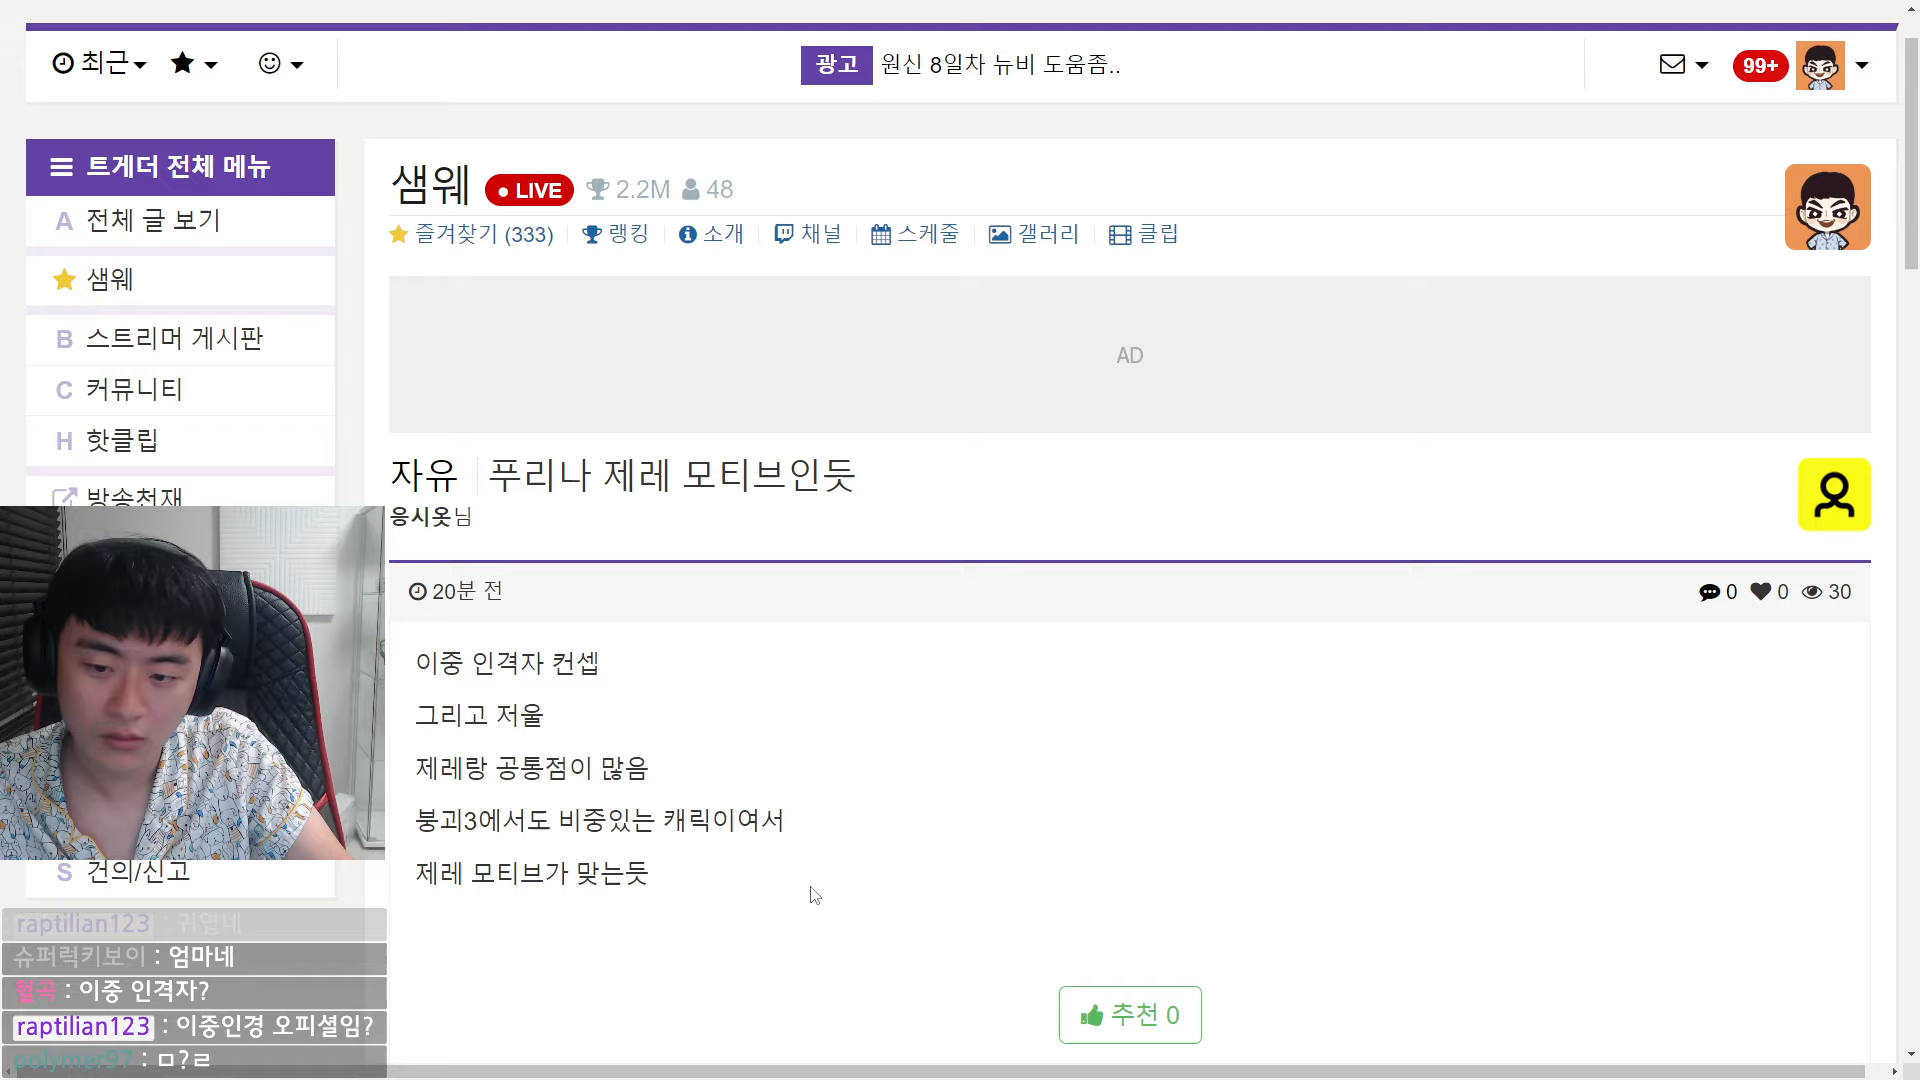 최근
광고 원신 8일차 뉴비 도움좀..
99+
트게더 전체 메뉴
A 전체 글 보기
샘웨
B 스트리머 게시판
C 커뮤니티
H 핫클립
방송천재
S 건의/신고
샘웨 LIVE 2.2M 48
즐겨찾기 (333) 랭킹 소개 채널 스케줄 갤러리 클립
AD
자유 푸리나 제레 모티브인듯
응시옷님
20분 전
0 0 30
이중 인격자 컨셉
그리고 저울
제레랑 공통점이 많음
붕괴3에서도 비중있는 캐릭이여서
제레 모티브가 맞는듯
추천 0
raptilian123 : 귀엽네
슈퍼럭키보이 : 엄마네
월곡 : 이중 인격자?
raptilian123 : 이중인경 오피셜임?
polymer97 : ㅁ?ㄹ